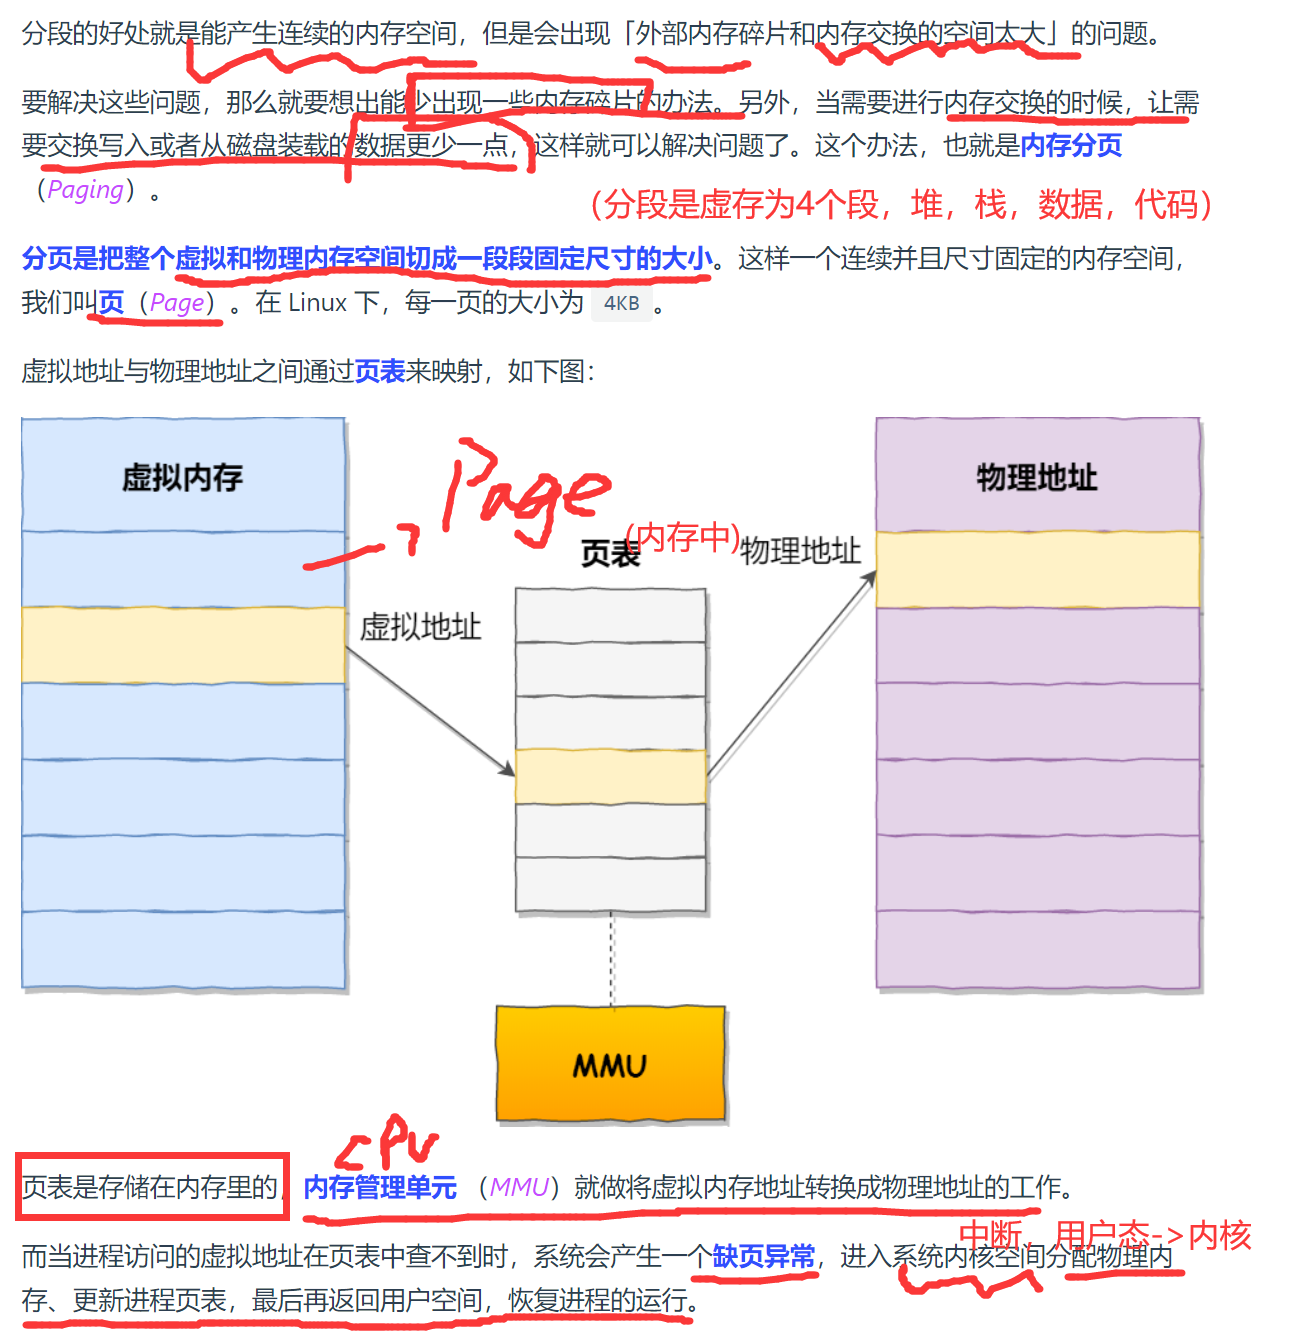 分段的好处就是能产生连续的内存空间，但是会出现「外部内存碎片和内存交换的空间太大」的问题。
要解决这些问题，那么就要想出能少出现一些内存碎片的办法。另外，当需要进行内存交换的时候，让需
要交换写入或者从磁盘装载的数据更少一点，这样就可以解决问题了。这个办法，也就是内存分页
（Paging）。
（分段是虚存为4个段，堆，栈，数据，代码）
分页是把整个虚拟和物理内存空间切成一段段固定尺寸的大小。这样一个连续并且尺寸固定的内存空间，
我们叫页（Page）。在 Linux 下，每一页的大小为 4KB 。
虚拟地址与物理地址之间通过页表来映射，如下图：
虚拟内存
物理地址
Page
页表
(内存中)
物理地址
虚拟地址
MMU
CPU
页表是存储在内存里的，内存管理单元 （MMU）就做将虚拟内存地址转换成物理地址的工作。
中断，用户态->内核
而当进程访问的虚拟地址在页表中查不到时，系统会产生一个缺页异常，进入系统内核空间分配物理内
存、更新进程页表，最后再返回用户空间，恢复进程的运行。